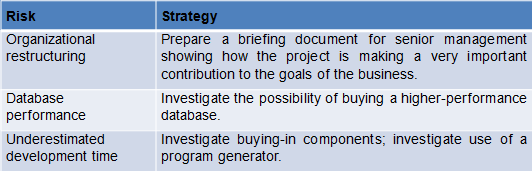 Risk Strategy
Organizational restructuring
Prepare a briefing document for senior management
showing how the project is making a very important
contribution to the goals of the business.
Database performance
Investigate the possibility of buying a higher-performance
database.
Underestimated development time
Investigate buying-in components; investigate use of a
program generator.